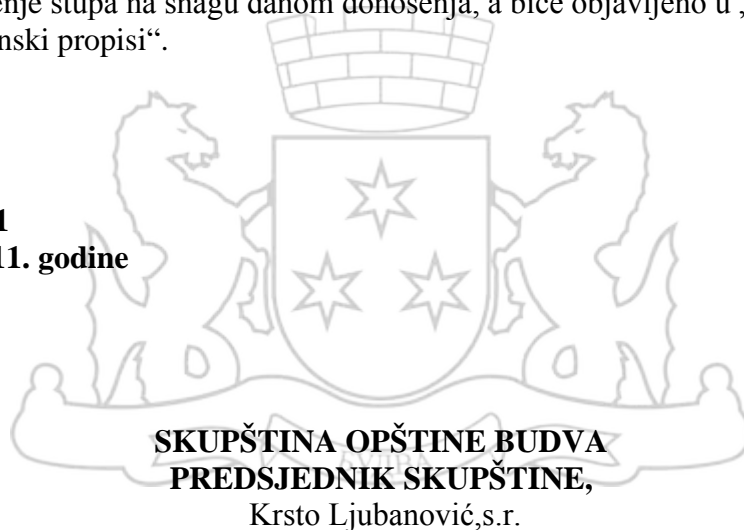 enje stupa na snagu danom donošenja, a biće objavljeno u „
nski propisi“.
1
11. godine
SKUPŠTINA OPŠTINE BUDVA
PREDSJEDNIK SKUPŠTINE,
Krsto Ljubanović,s.r.